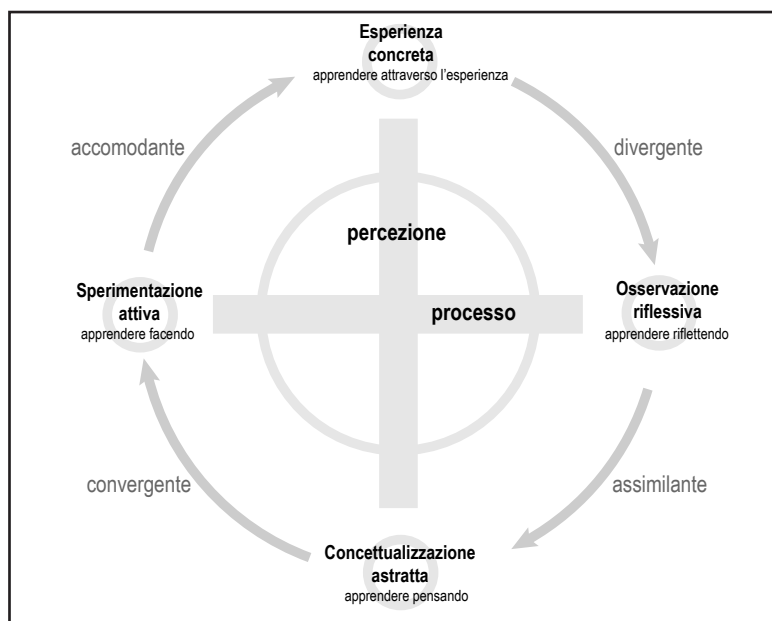 Esperienza
concreta
apprendere attraverso l'esperienza
accomodante
divergente
percezione
Sperimentazione
attiva
apprendere facendo
processo
Osservazione
riflessiva
apprendere riflettendo
convergente
assimilante
Concettualizzazione
astratta
apprendere pensando